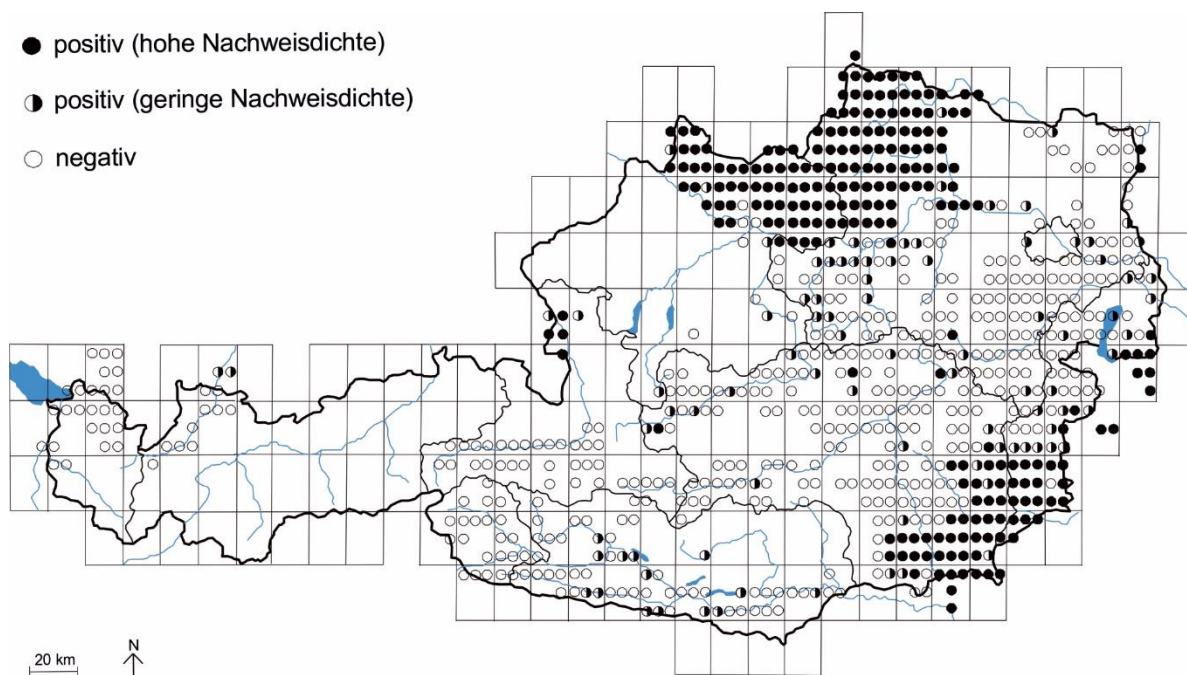 positiv (hohe Nachweisdichte)
positiv (geringe Nachweisdichte)
negativ
20 km
N